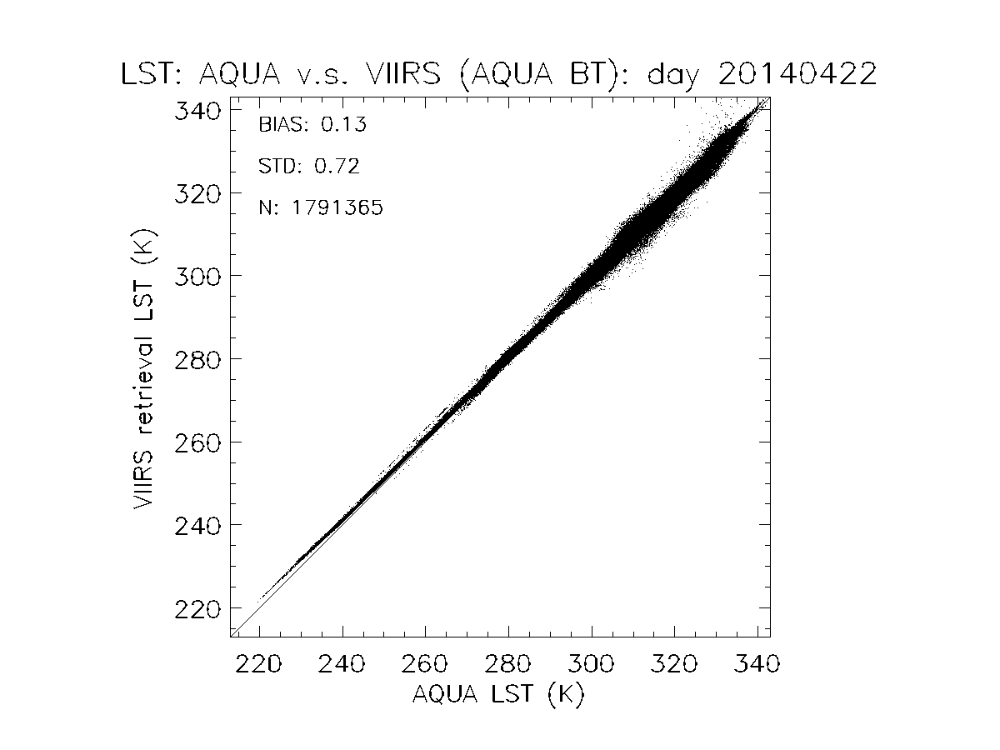 LST: AQUA v.s. VIIRS (AQUA BT): day 20140422
BIAS: 0.13
STD: 0.72
N: 1791365
VIIRS retrieval LST (K)
340
320
300
280
260
240
220
220 240 260 280 300 320 340
AQUA LST (K)